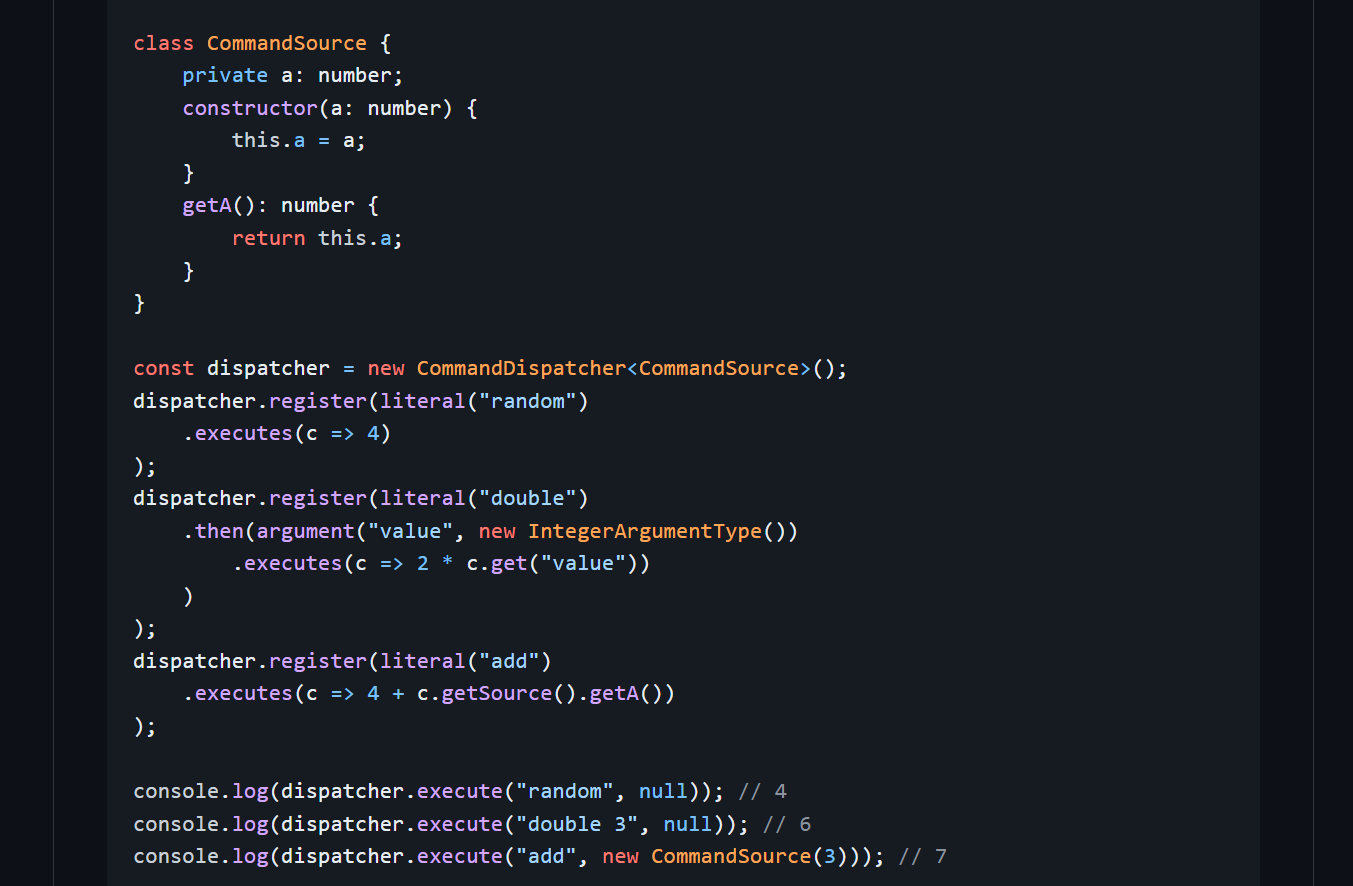 class CommandSource {
    private a: number;
    constructor(a: number) {
        this.a = a;
    }
    getA(): number {
        return this.a;
    }
}

const dispatcher = new CommandDispatcher<CommandSource>();
dispatcher.register(literal("random")
    .executes(c => 4)
);
dispatcher.register(literal("double")
    .then(argument("value", new IntegerArgumentType())
        .executes(c => 2 * c.get("value"))
    )
);
dispatcher.register(literal("add")
    .executes(c => 4 + c.getSource().getA())
);

console.log(dispatcher.execute("random", null)); // 4
console.log(dispatcher.execute("double 3", null)); // 6
console.log(dispatcher.execute("add", new CommandSource(3))); // 7